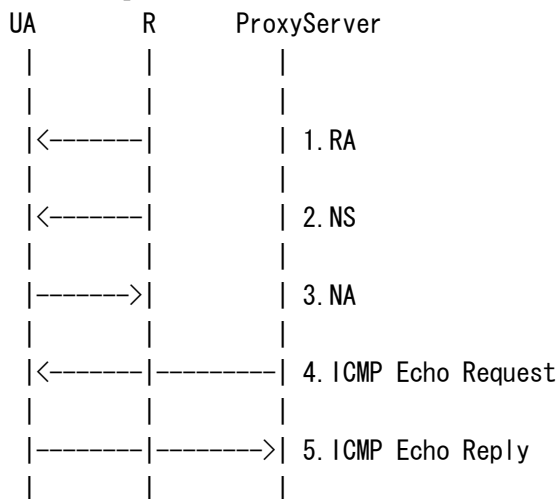 UA R ProxyServer
1.RA
2.NS
3.NA
4.ICMP Echo Request
5.ICMP Echo Reply